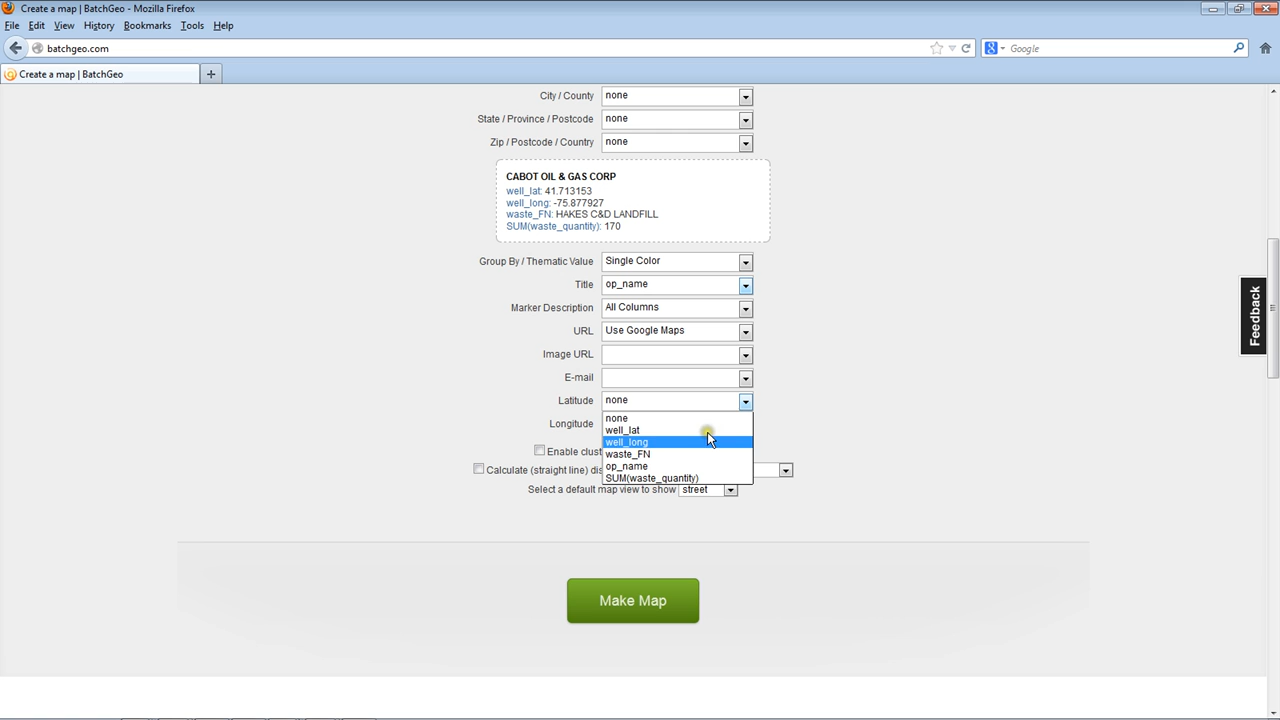 Create a map | BatchGeo - Mozilla Firefox
File Edit View History Bookmarks Tools Help
batchgeo.com
Google
Create a map | BatchGeo
City / County none
State / Province / Postcode none
Zip / Postcode / Country none
CABOT OIL & GAS CORP
well_lat: 41.713153
well_long: -75.877927
waste_FN: HAKES C&D LANDFILL
SUM(waste_quantity): 170
Group By / Thematic Value Single Color
Title op_name
Marker Description All Columns
URL Use Google Maps
Image URL
E-mail
Latitude none
none
Longitude
well_lat
well_long
Enable clust
waste_FN
op_name
Calculate (straight line) dis
SUM(waste_quantity)
Select a default map view to show street
Make Map
Feedback